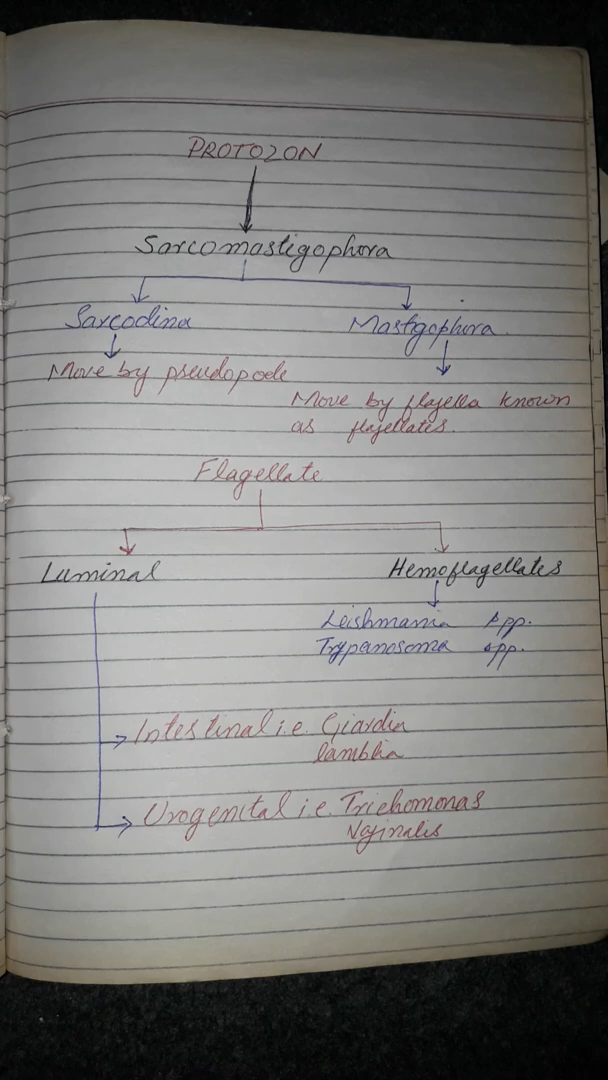 PROTOZON
Sarcomastigophora
Sarcodina
Mastigophora
Move by pseudopode
Move by flagella known
as flagellates.
Flagellate
Luminal
Hemoflagellates
Leishmania spp.
Trypanosoma spp.
Intestinal i.e. Giardia
lamblia
Urogenital i.e. Trichomonas
Vaginalis